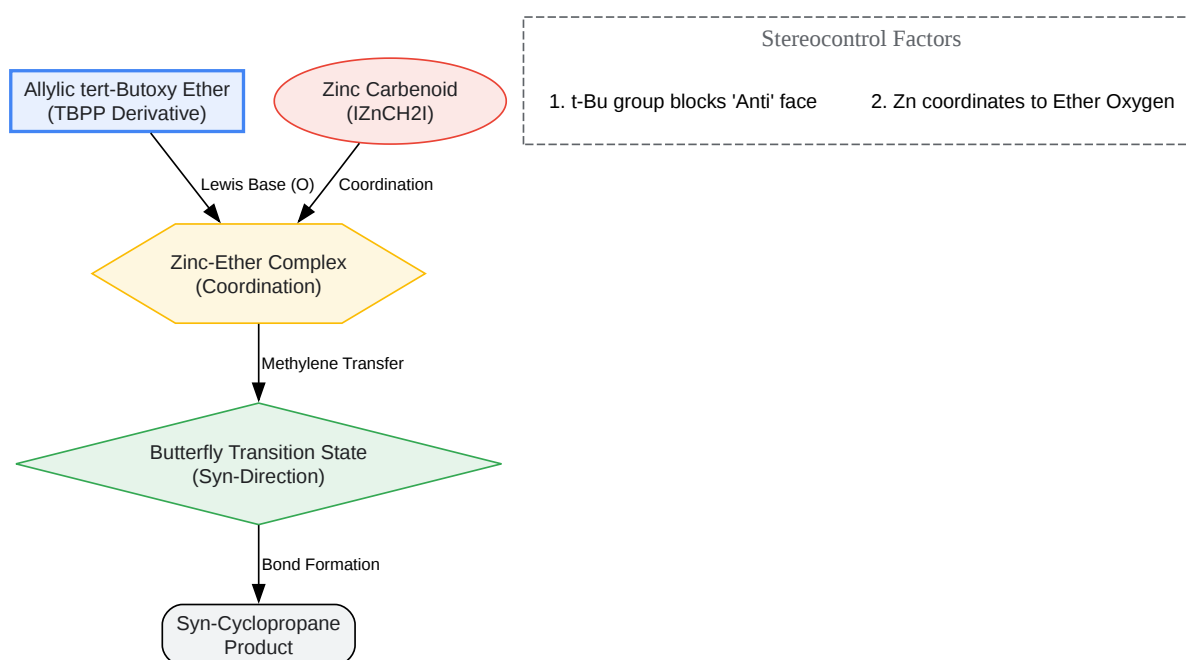 Stereocontrol Factors
Allylic tert-Butoxy Ether
(TBPP Derivative)
Zinc Carbenoid
(IZnCH2I)
1. t-Bu group blocks 'Anti' face
2. Zn coordinates to Ether Oxygen
Lewis Base (O)
Coordination
Zinc-Ether Complex
(Coordination)
Methylene Transfer
Butterfly Transition State
(Syn-Direction)
Bond Formation
Syn-Cyclopropane
Product